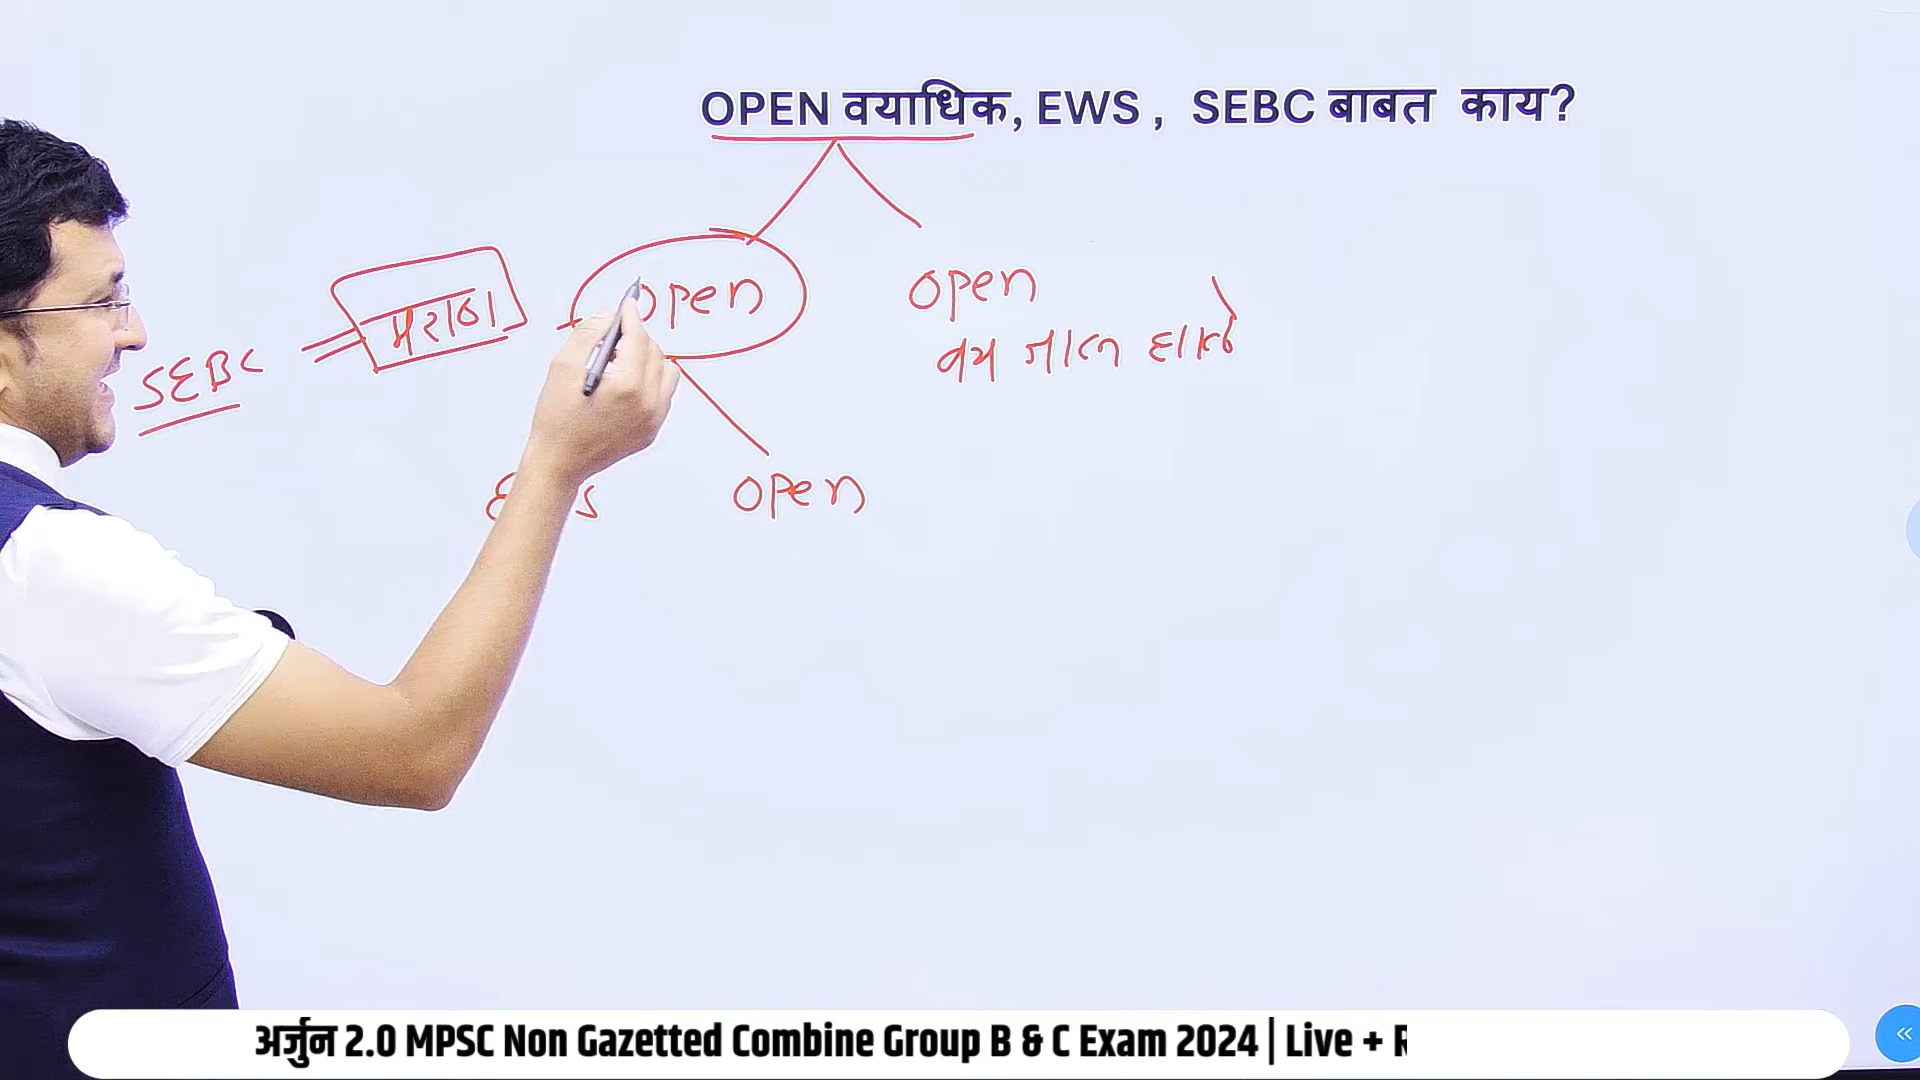 OPEN वयाधिक, EWS , SEBC बाबत काय?
open
open
मराठा
SEBC
वय
open
अर्जुन 2.0 MPSC Non Gazetted Combine Group B & C Exam 2024 | Live +